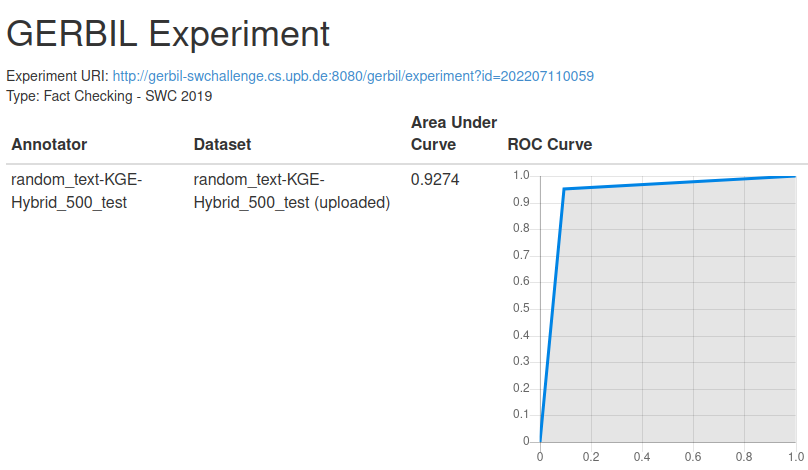 GERBIL Experiment
Experiment URI: http://gerbil-swchallenge.cs.upb.de:8080/gerbil/experiment?id=202207110059
Type: Fact Checking - SWC 2019
Annotator Dataset Area Under Curve ROC Curve
random_text-KGE-
Hybrid_500_test
random_text-KGE-
Hybrid_500_test (uploaded)
0.9274
1.0
0.9
0.8
0.7
0.6
0.5
0.4
0.3
0.2
0.1
0
0 0.2 0.4 0.6 0.8 1.0